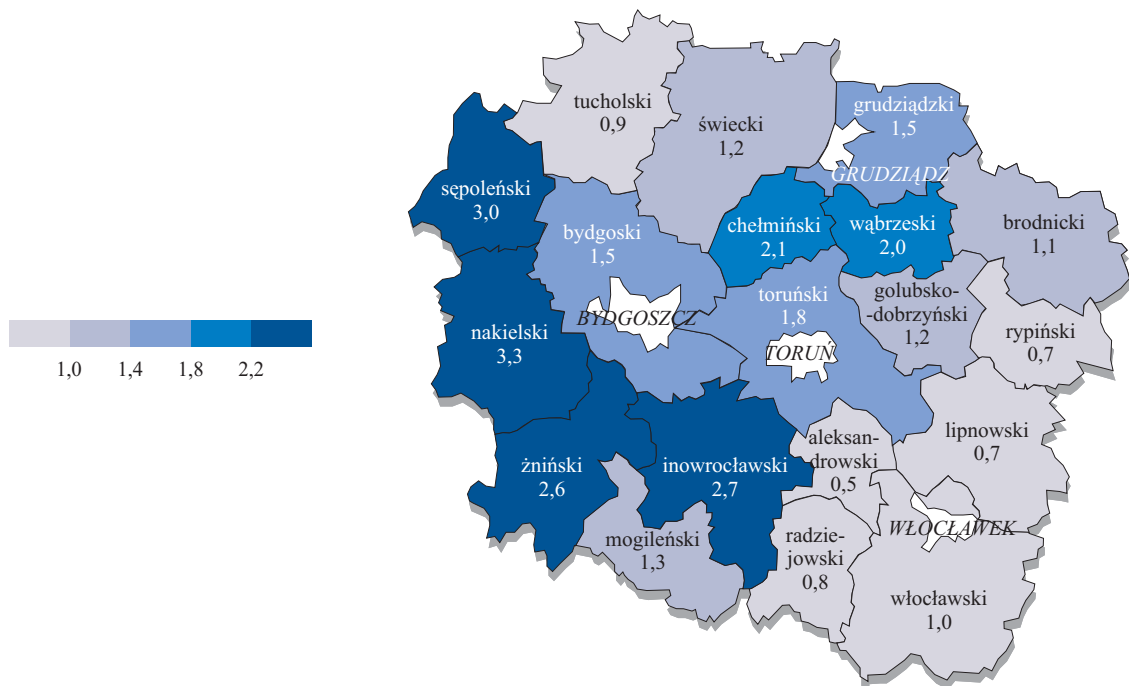 tucholski
0,9
świecki
1,2
grudziądzki
1,5
GRUDZIĄDZ
sępoleński
3,0
bydgoski
1,5
chełmiński
2,1
wąbrzeski
2,0
brodnicki
1,1
BYDGOSZCZ
toruński
1,8
TORUŃ
golubsko-
-dobrzyński
1,2
rypiński
0,7
nakielski
3,3
1,0 1,4 1,8 2,2
żniński
2,6
inowrocławski
2,7
aleksan-
drowski
0,5
lipnowski
0,7
WŁOCŁAWEK
mogileński
1,3
radzie-
jowski
0,8
włocławski
1,0